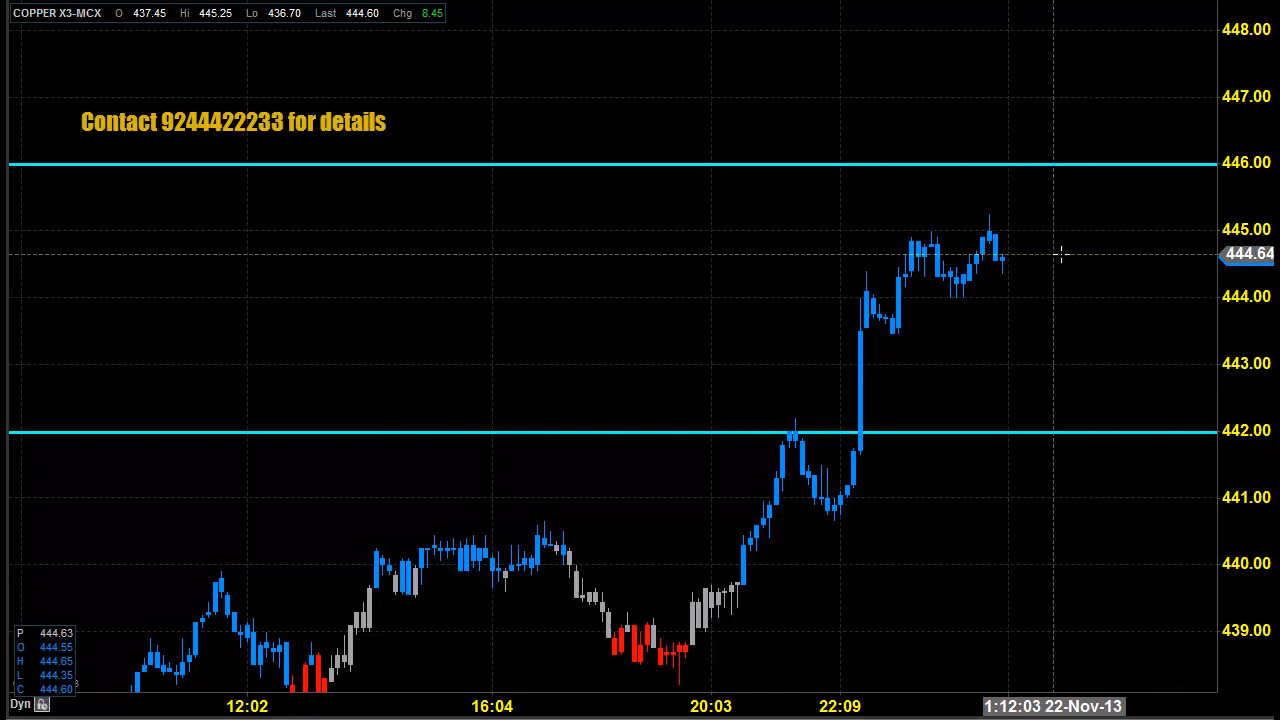 COPPER X3-MCX O 437.45 Hi 445.25 Lo 436.70 Last 444.60 Chg 8.45
448.00
447.00
Contact 9244422233 for details
446.00
445.00
444.64
444.00
443.00
442.00
441.00
440.00
439.00
P 444.63
O 444.55
H 444.65
L 444.35
C 444.60
Dyn
12:02 16:04 20:03 22:09 1:12:03 22-Nov-13